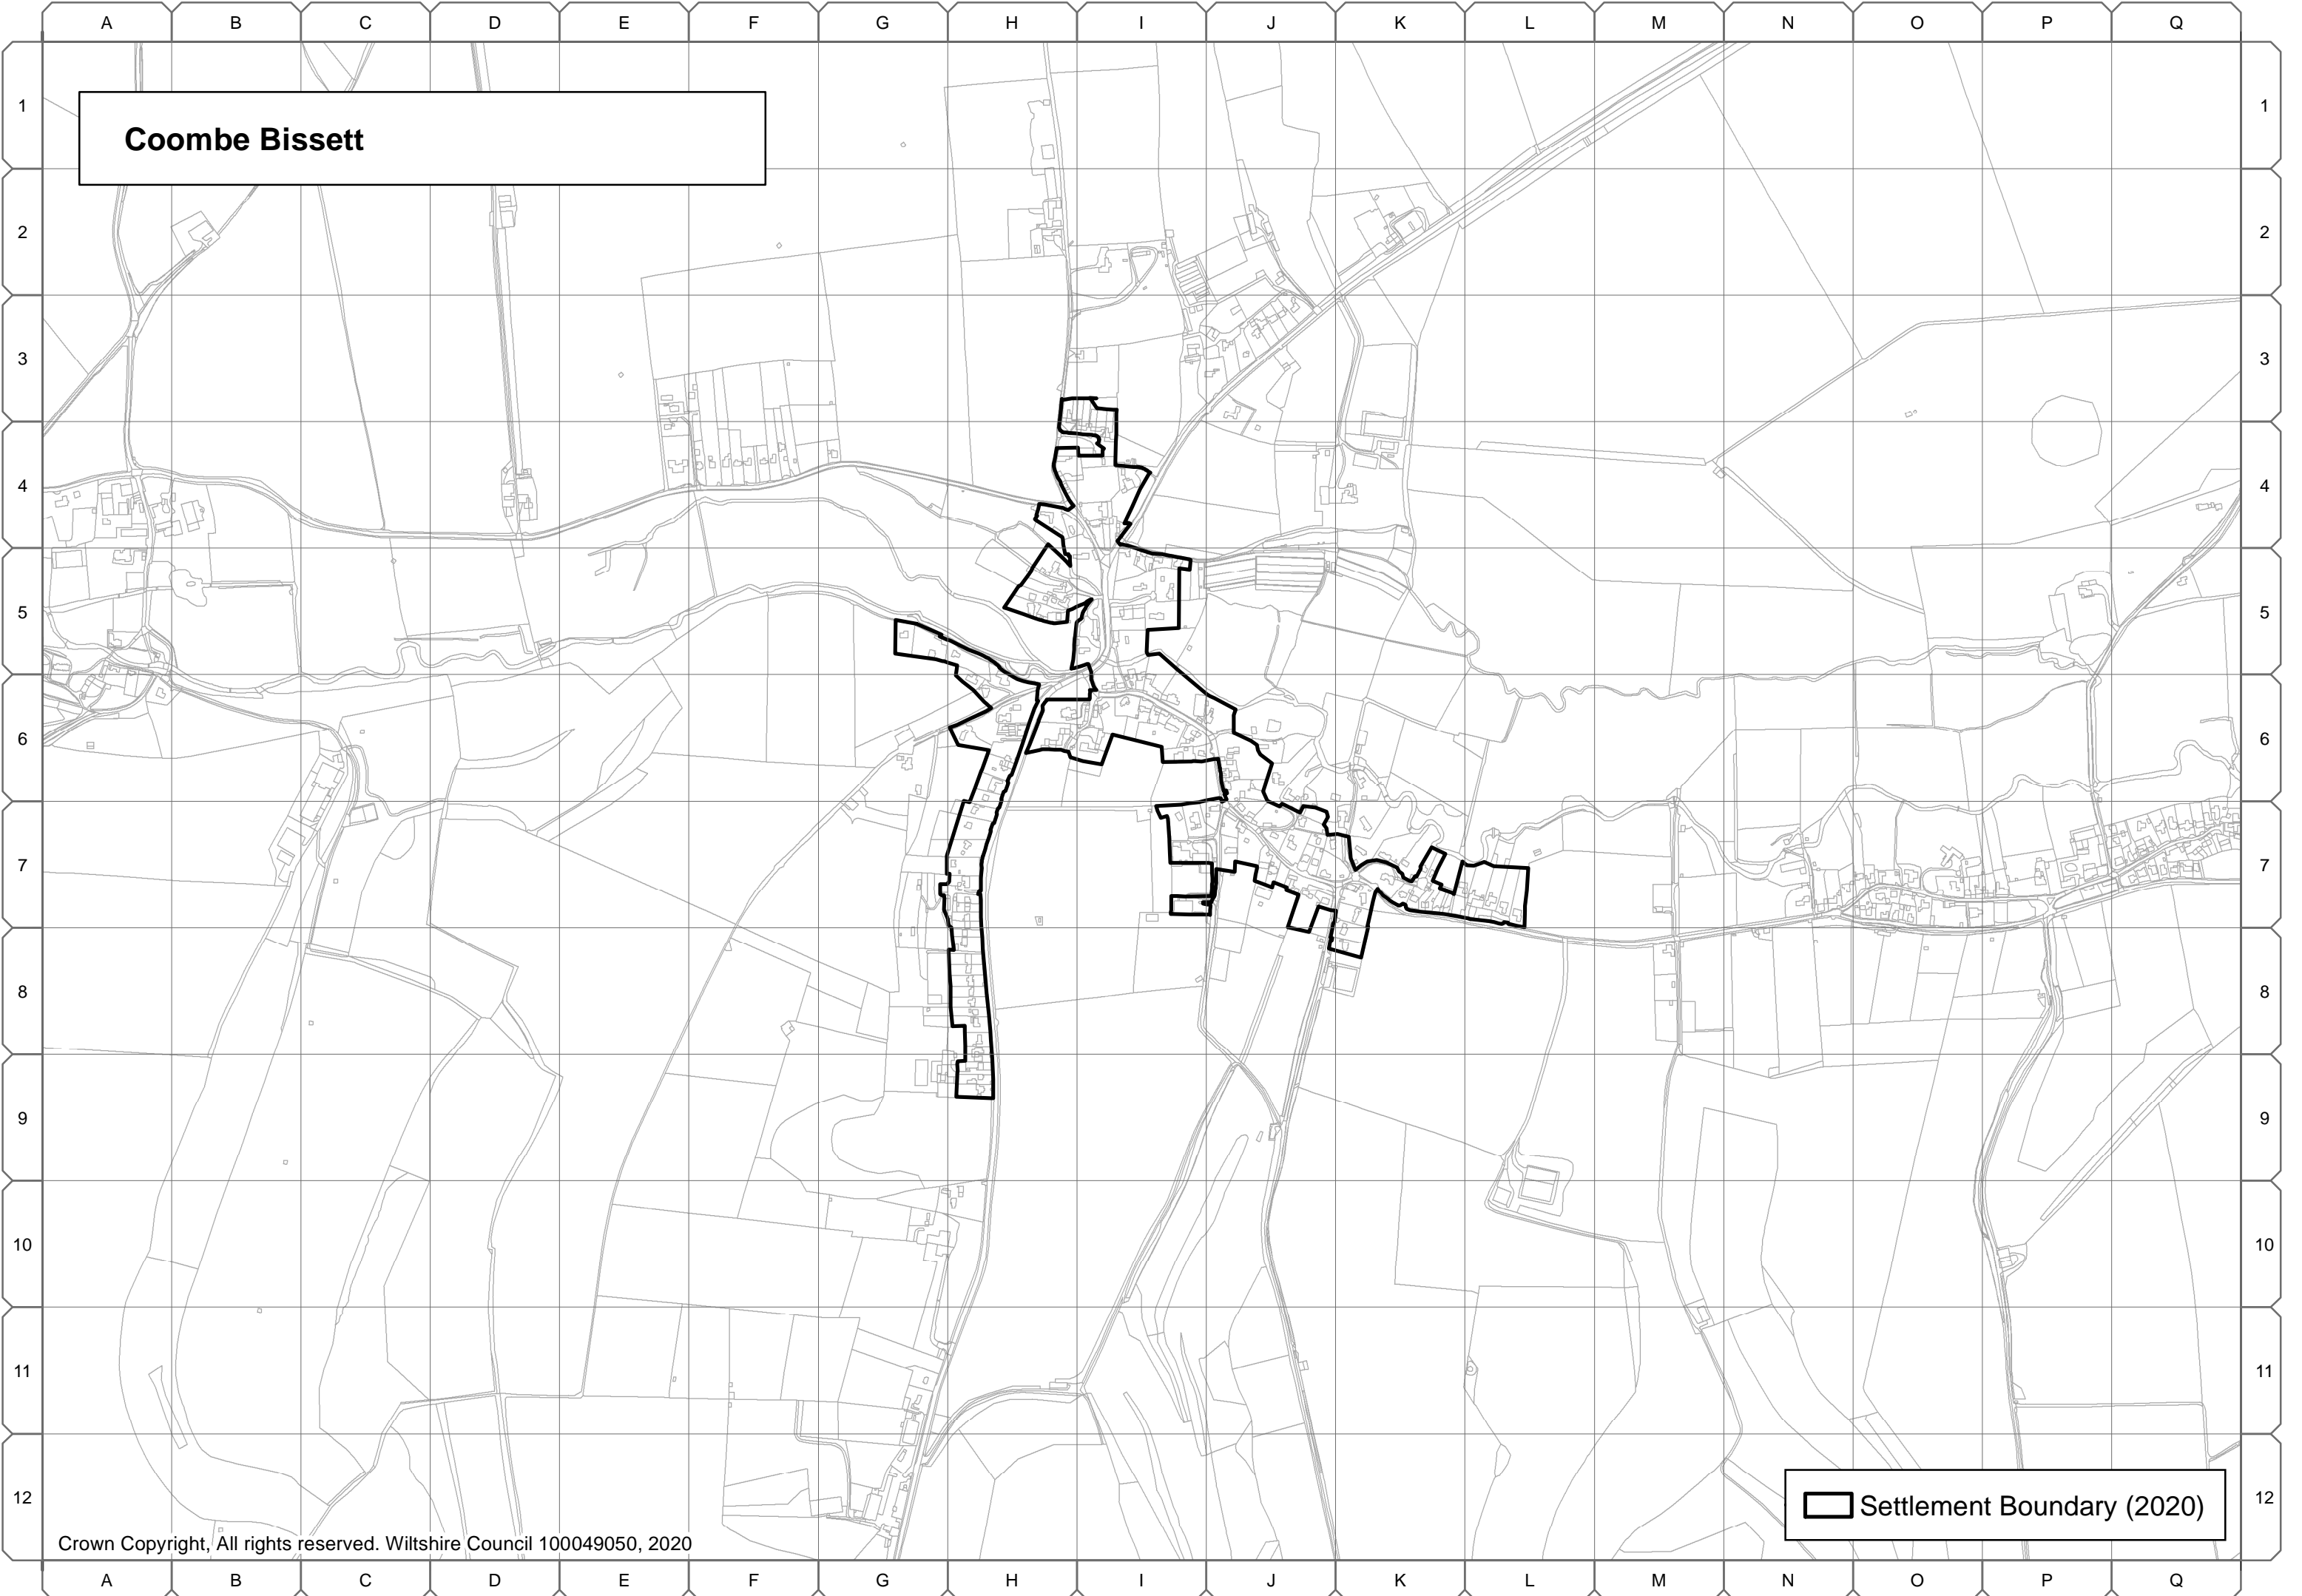 A B C D E F G H I J K L M N O P Q
1 1
Coombe Bissett
2 2
3 3
4 4
5 5
6 6
7 7
8 8
9 9
10 10
11 11
12 12
Settlement Boundary (2020)
Crown Copyright, All rights reserved. Wiltshire Council 100049050, 2020
A B C D E F G H I J K L M N O P Q